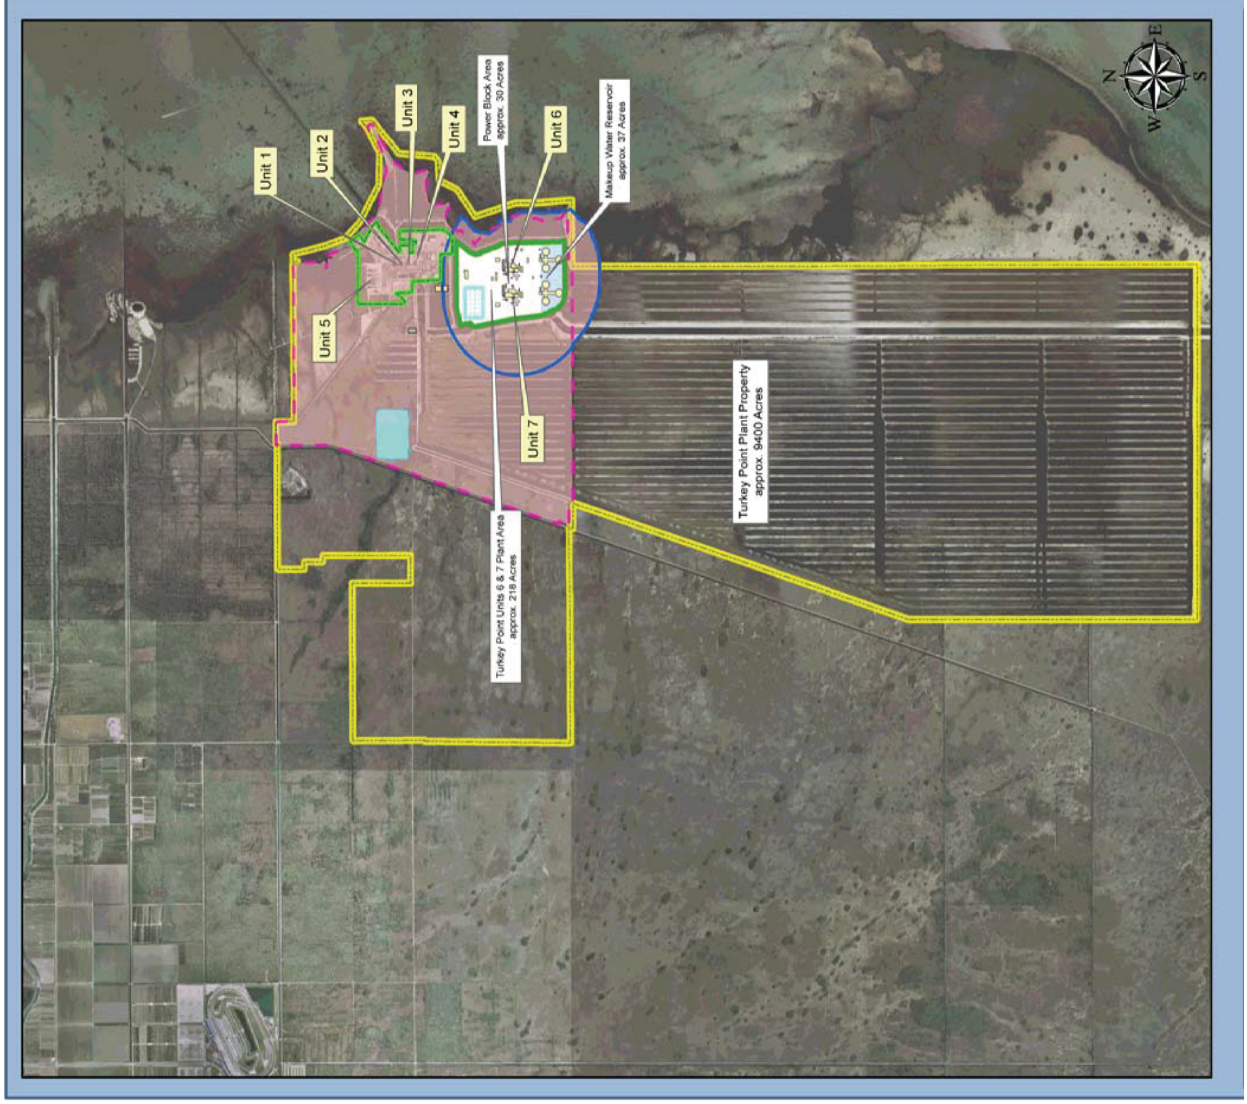 N
E
S
W
Unit 1
Unit 2
Unit 3
Unit 4
Power Block Area
approx. 30 Acres
Unit 6
Makeup Water Reservoir
approx. 37 Acres
Unit 5
Unit 7
Turkey Point Units 6 & 7 Plant Area
approx. 218 Acres
Turkey Point Plant Property
approx. 9400 Acres